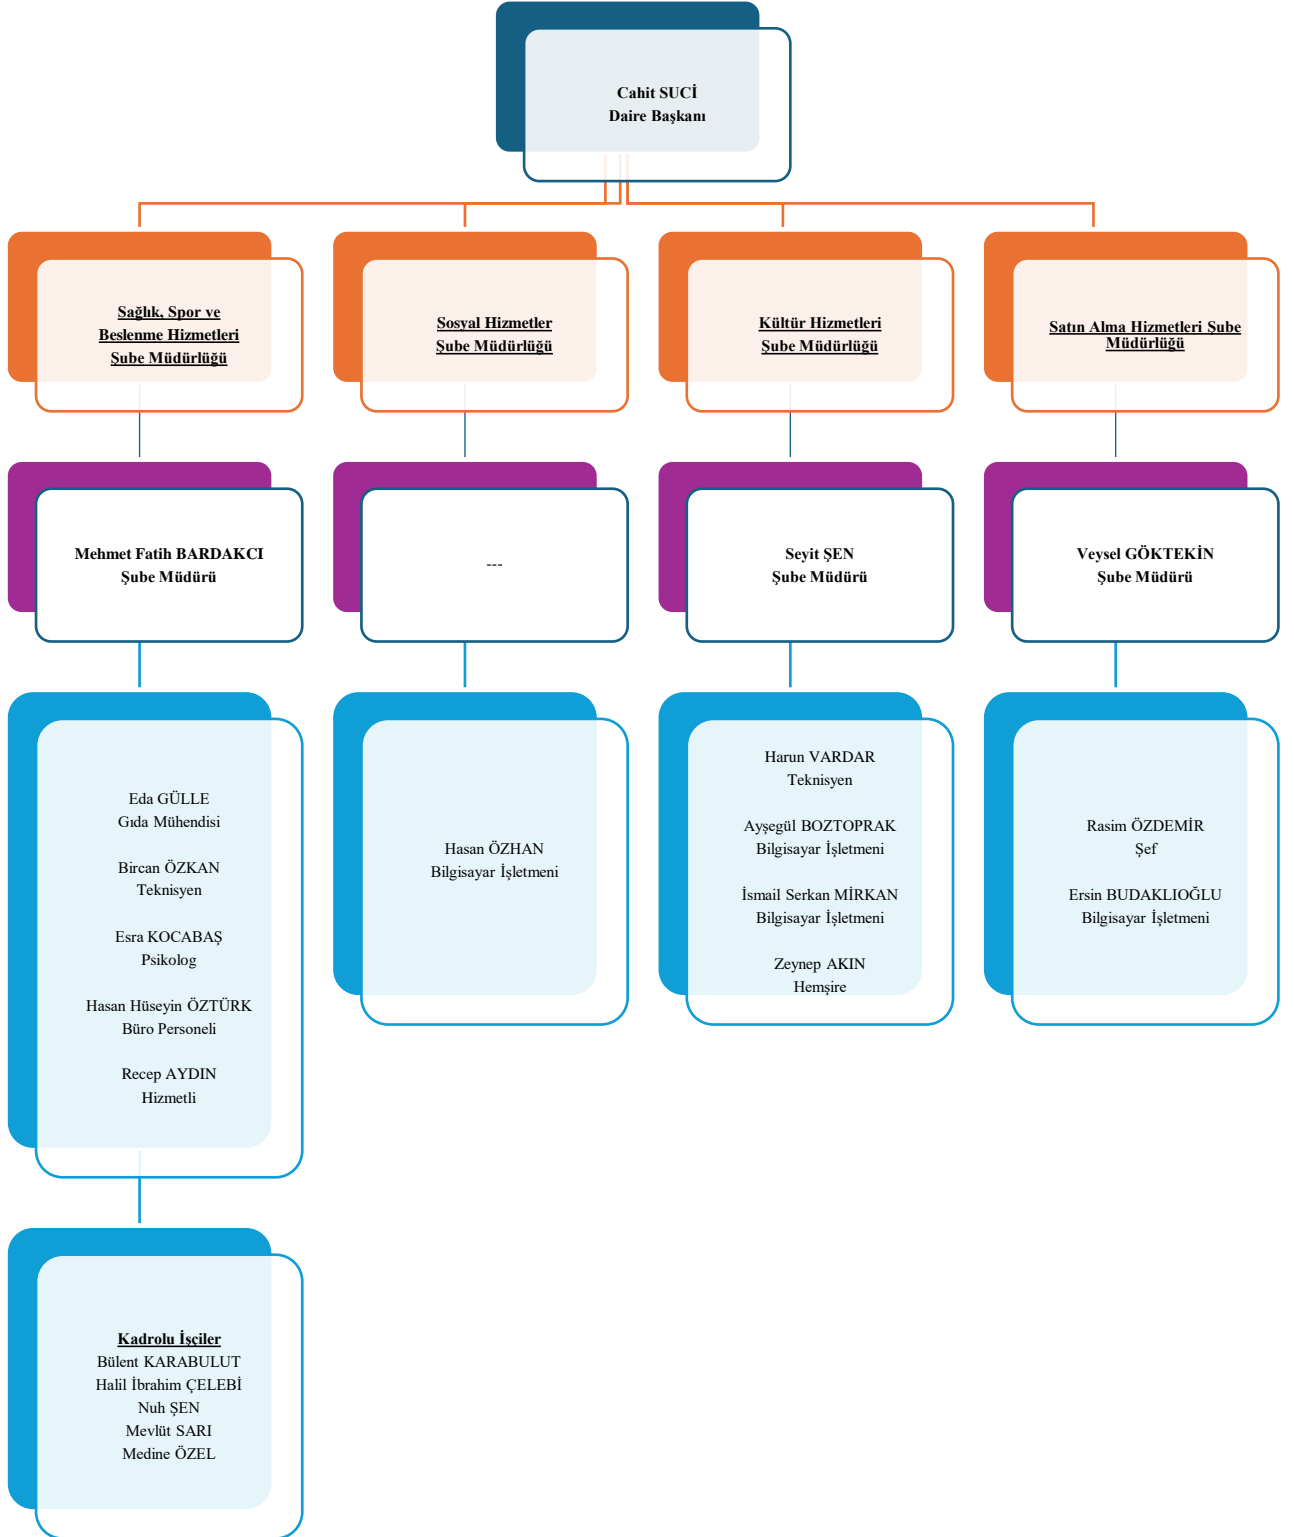 Cahit SUCİ
Daire Başkanı
Sağlık, Spor ve
Beslenme Hizmetleri
Şube Müdürlüğü
Sosyal Hizmetler
Şube Müdürlüğü
Kültür Hizmetleri
Şube Müdürlüğü
Satın Alma Hizmetleri Şube
Müdürlüğü
Mehmet Fatih BARDAKCI
Şube Müdürü
---
Seyit ŞEN
Şube Müdürü
Veysel GÖKTEKİN
Şube Müdürü
Eda GÜLLE
Gıda Mühendisi
Bircan ÖZKAN
Teknisyen
Esra KOCABAŞ
Psikolog
Hasan Hüseyin ÖZTÜRK
Büro Personeli
Recep AYDIN
Hizmetli
Hasan ÖZHAN
Bilgisayar İşletmeni
Harun VARDAR
Teknisyen
Ayşegül BOZTOPRAK
Bilgisayar İşletmeni
İsmail Serkan MİRKAN
Bilgisayar İşletmeni
Zeynep AKIN
Hemşire
Rasim ÖZDEMİR
Şef
Ersin BUDAKLIOĞLU
Bilgisayar İşletmeni
Kadrolu İşçiler
Bülent KARABULUT
Halil İbrahim ÇELEBİ
Nuh ŞEN
Mevlüt SARI
Medine ÖZEL